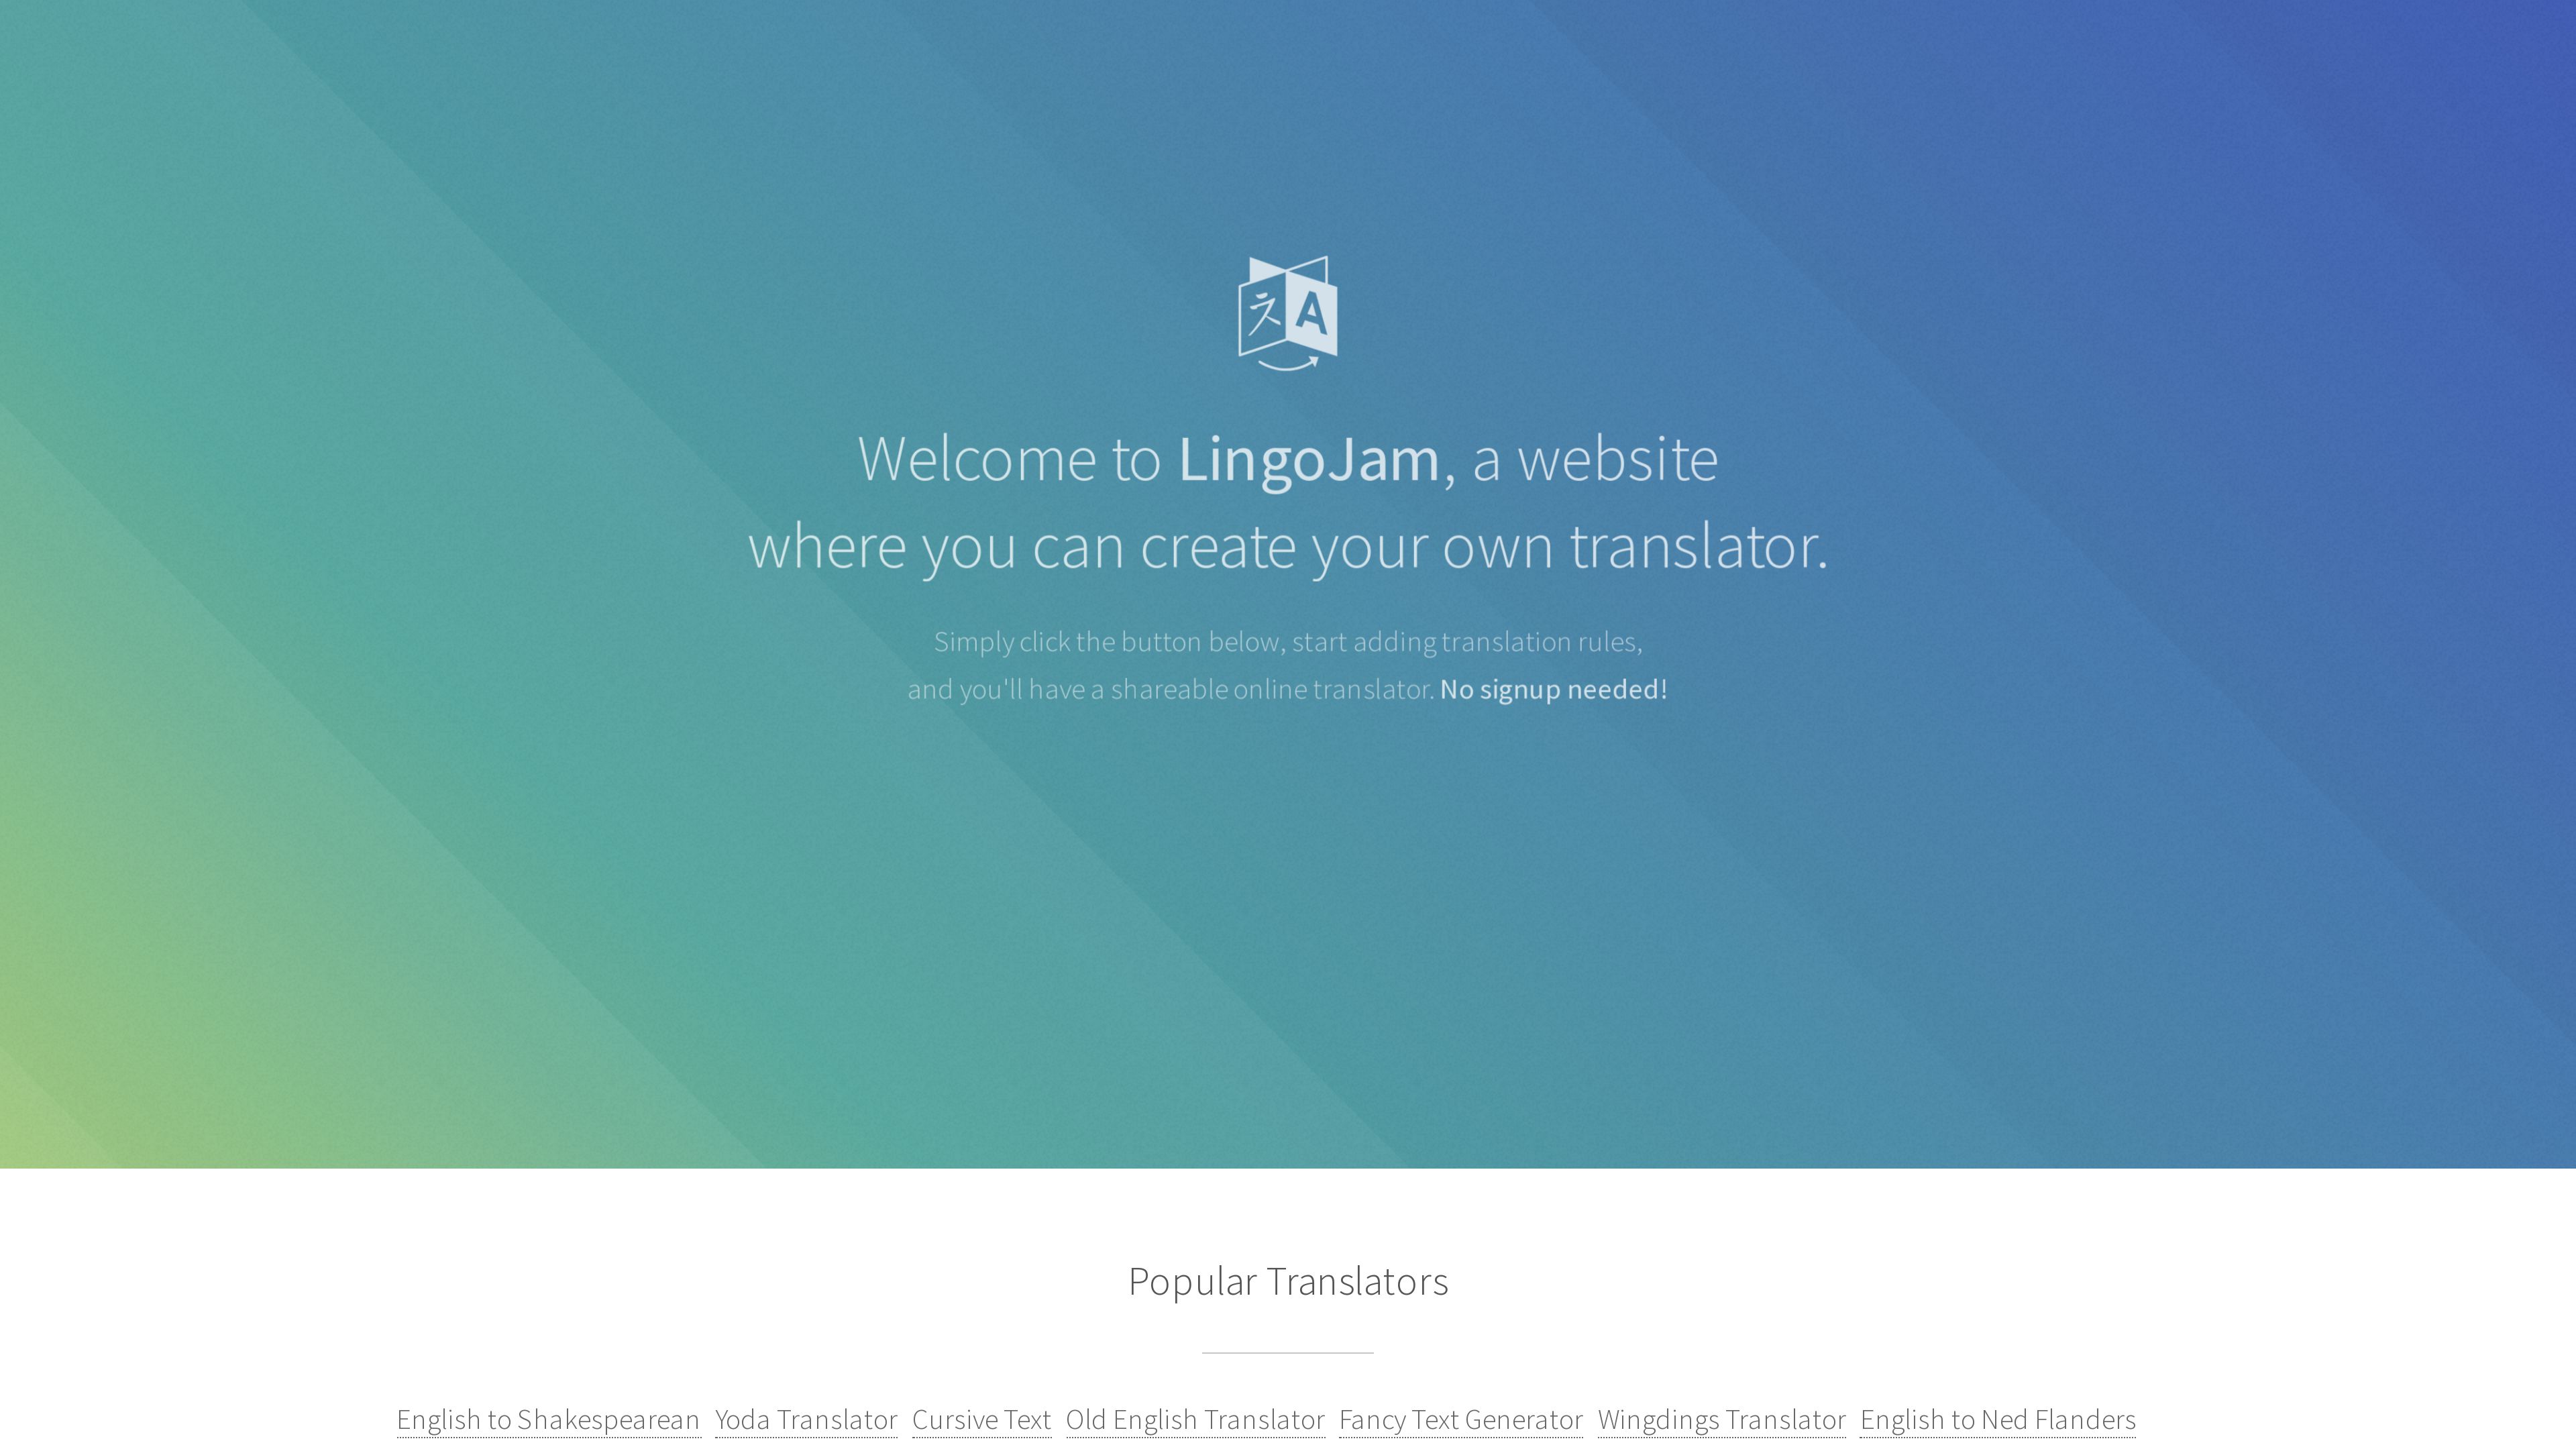 Welcome to LingoJam, a website
where you can create your own translator.
Simply click the button below, start adding translation rules,
and you'll have a shareable online translator. No signup needed!
Popular Translators
English to Shakespearean Yoda Translator Cursive Text Old English Translator Fancy Text Generator Wingdings Translator English to Ned Flanders